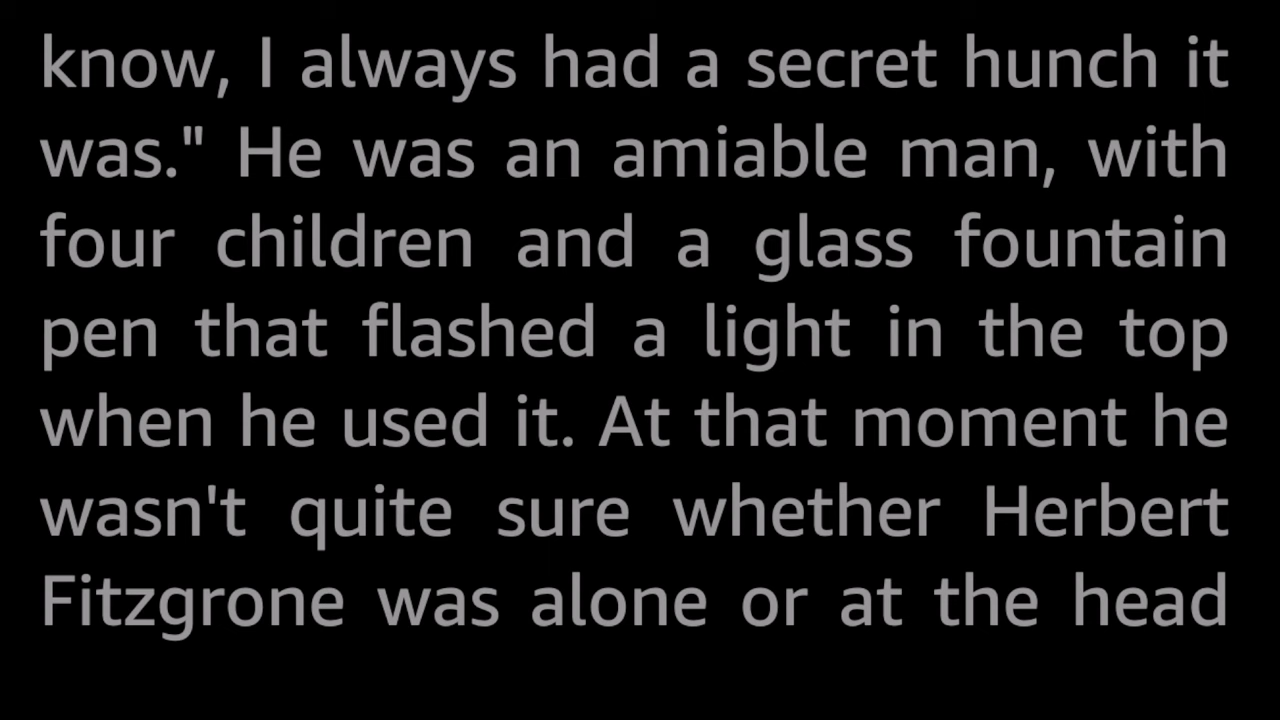 know, I always had a secret hunch it
was." He was an amiable man, with
four children and a glass fountain
pen that flashed a light in the top
when he used it. At that moment he
wasn't quite sure whether Herbert
Fitzgrone was alone or at the head